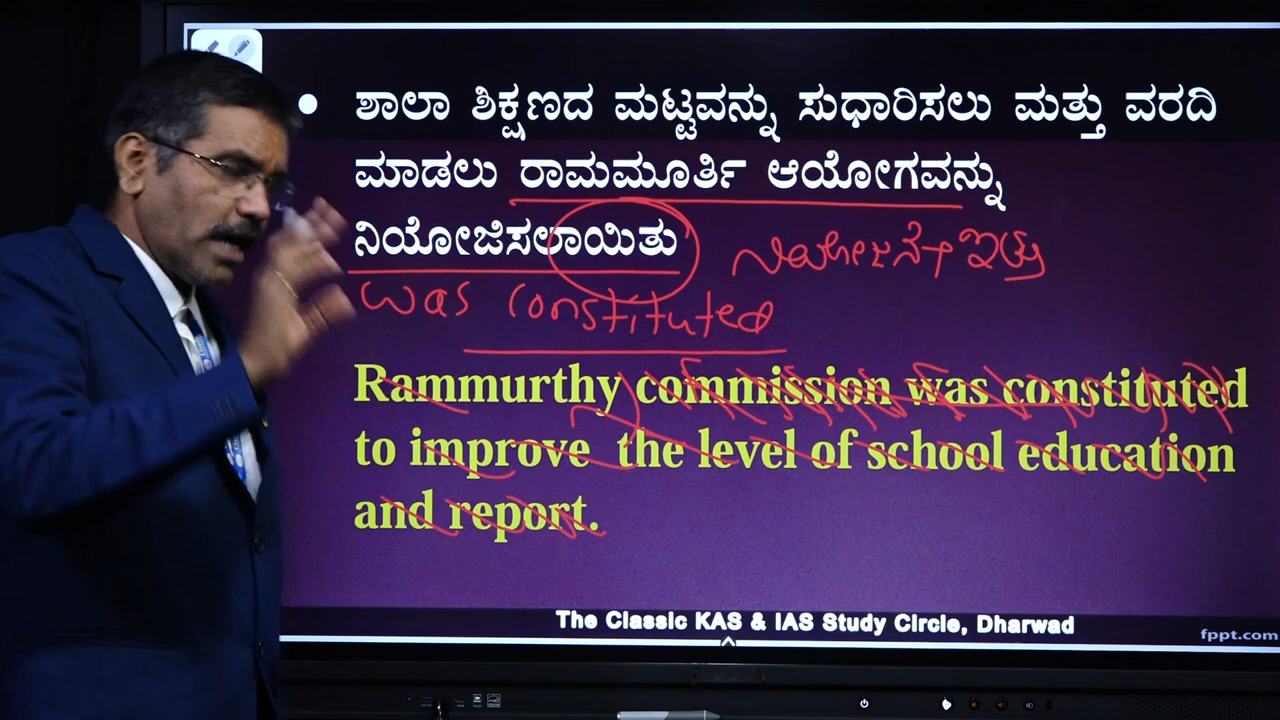 ಶಾಲಾ ಶಿಕ್ಷಣದ ಮಟ್ಟವನ್ನು ಸುಧಾರಿಸಲು ಮತ್ತು ವರದಿ
ಮಾಡಲು ರಾಮಮೂರ್ತಿ ಆಯೋಗವನ್ನು
ನಿಯೋಜಿಸಲಾಯಿತು
was constituted
Rammurthy commission was constituted
to improve the level of school education
and report.
The Classic KAS & IAS Study Circle, Dharwad
fppt.com